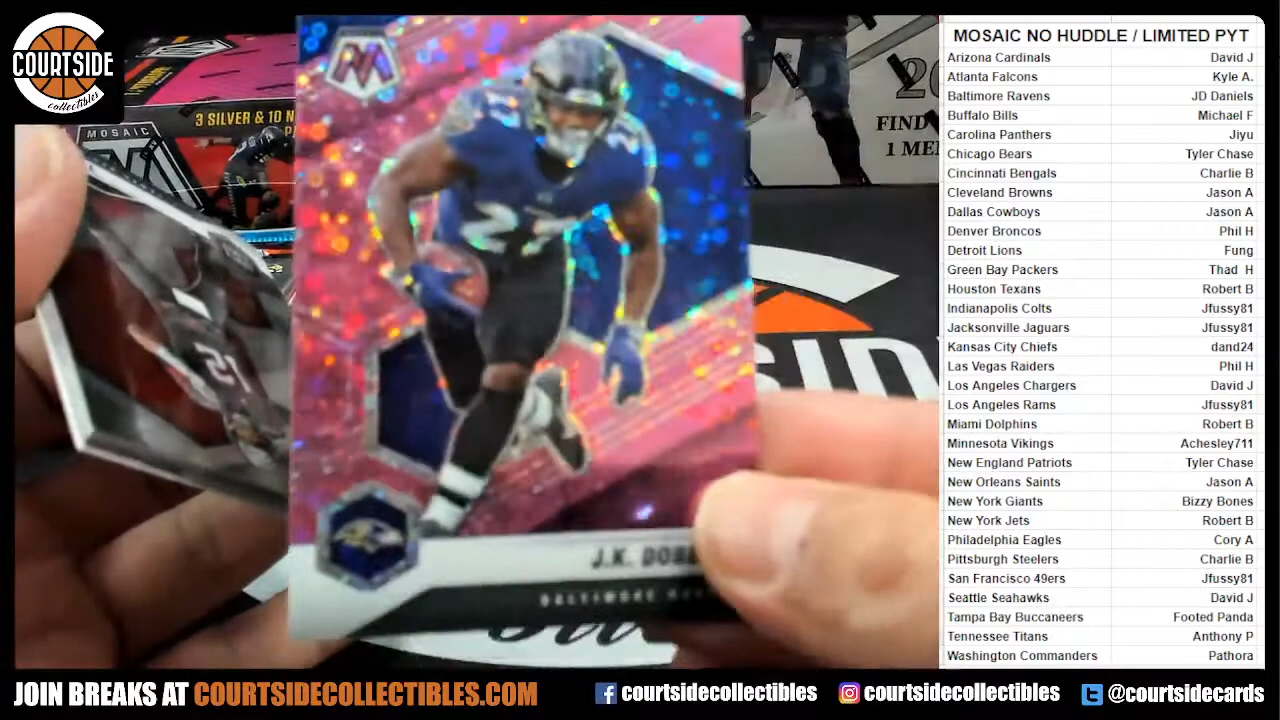 COURTSIDE
collectibles
MOSAIC
3 SILVER & 10 N
FIND
1 MEM
27
J.K. DOBB
BALTIMORE
MOSAIC NO HUDDLE / LIMITED PYT
Arizona Cardinals David J
Atlanta Falcons Kyle A.
Baltimore Ravens JD Daniels
Buffalo Bills Michael F
Carolina Panthers Jiyu
Chicago Bears Tyler Chase
Cincinnati Bengals Charlie B
Cleveland Browns Jason A
Dallas Cowboys Jason A
Denver Broncos Phil H
Detroit Lions Fung
Green Bay Packers Thad H
Houston Texans Robert B
Indianapolis Colts Jfussy81
Jacksonville Jaguars Jfussy81
Kansas City Chiefs dand24
Las Vegas Raiders Phil H
Los Angeles Chargers David J
Los Angeles Rams Jfussy81
Miami Dolphins Robert B
Minnesota Vikings Achesley711
New England Patriots Tyler Chase
New Orleans Saints Jason A
New York Giants Bizzy Bones
New York Jets Robert B
Philadelphia Eagles Cory A
Pittsburgh Steelers Charlie B
San Francisco 49ers Jfussy81
Seattle Seahawks David J
Tampa Bay Buccaneers Footed Panda
Tennessee Titans Anthony P
Washington Commanders Pathora
JOIN BREAKS AT COURTSIDECOLLECTIBLES.COM
courtsidecollectibles
courtsidecollectibles
@courtsidecards